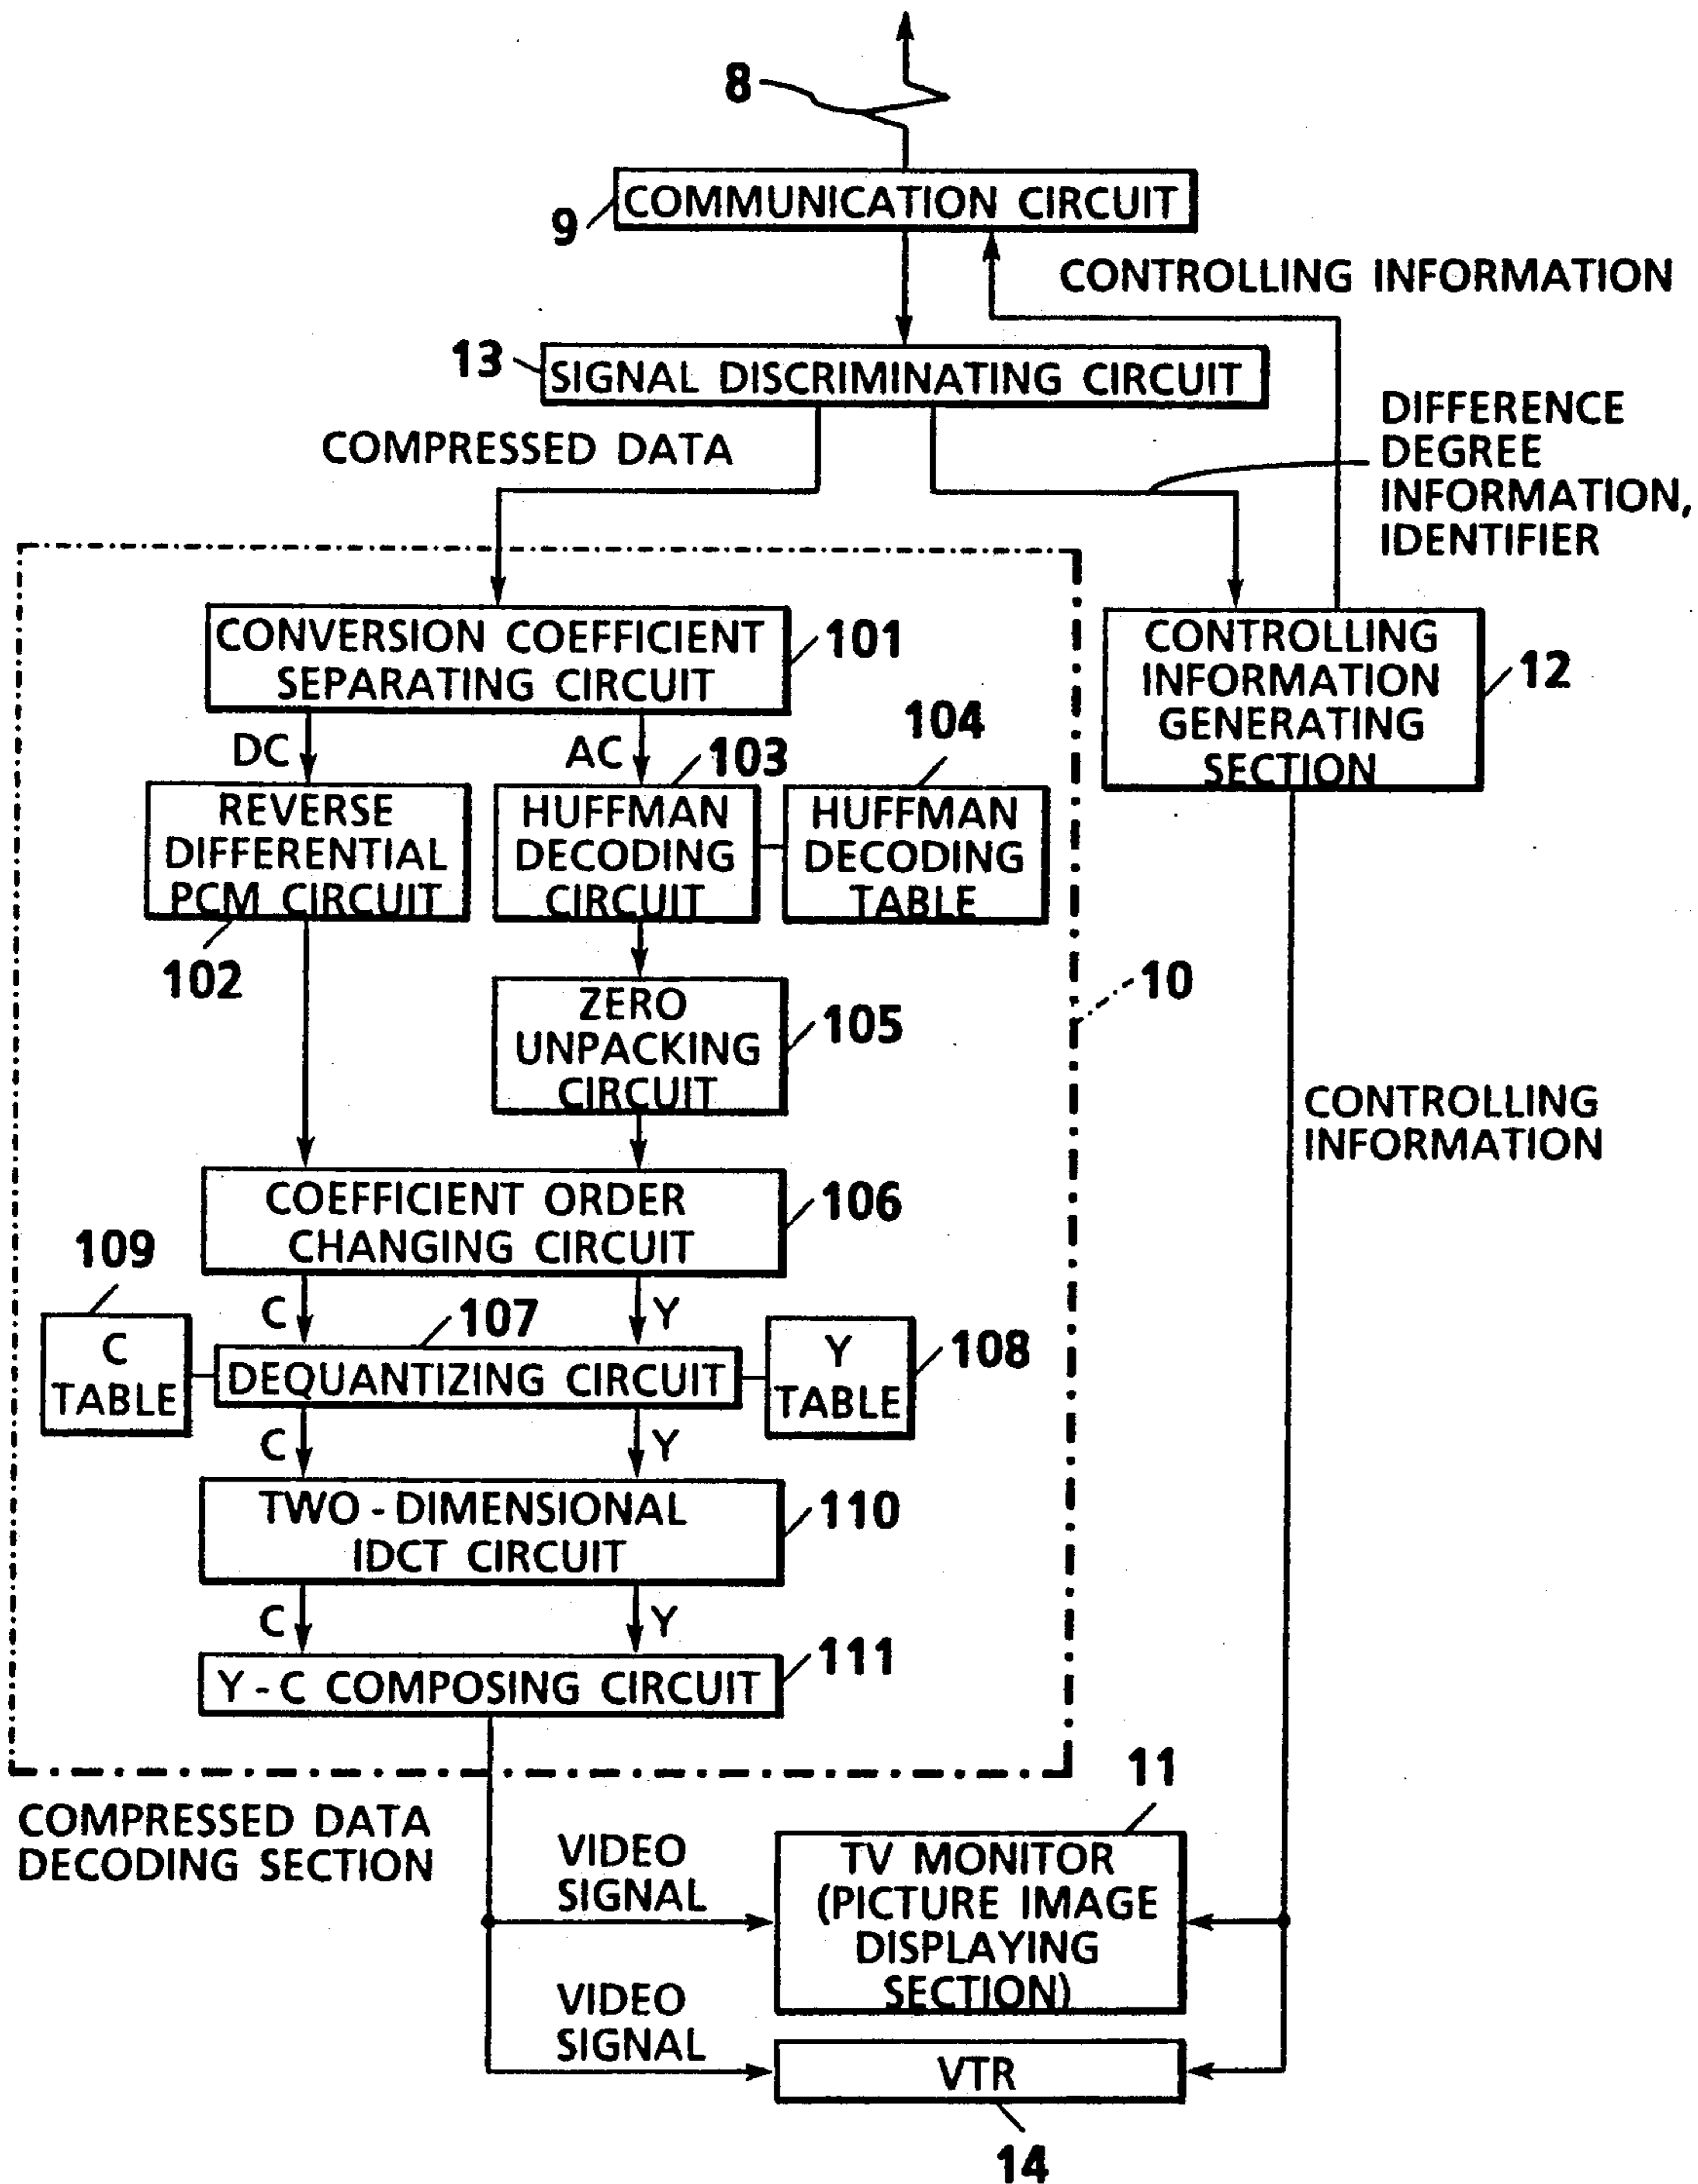 8
COMMUNICATION CIRCUIT
9
CONTROLLING INFORMATION
13
SIGNAL DISCRIMINATING CIRCUIT
COMPRESSED DATA
DIFFERENCE
DEGREE
INFORMATION,
IDENTIFIER
CONVERSION COEFFICIENT
SEPARATING CIRCUIT
101
CONTROLLING
INFORMATION
GENERATING
SECTION
12
DC
AC
103
104
REVERSE
DIFFERENTIAL
PCM CIRCUIT
102
HUFFMAN
DECODING
CIRCUIT
HUFFMAN
DECODING
TABLE
10
ZERO
UNPACKING
CIRCUIT
105
CONTROLLING
INFORMATION
COEFFICIENT ORDER
CHANGING CIRCUIT
106
109
C
107
Y
C
TABLE
DEQUANTIZING CIRCUIT
Y
TABLE
108
C
Y
TWO - DIMENSIONAL
IDCT CIRCUIT
110
C
Y
Y - C COMPOSING CIRCUIT
111
COMPRESSED DATA
DECODING SECTION
11
VIDEO
SIGNAL
TV MONITOR
(PICTURE IMAGE
DISPLAYING
SECTION)
VIDEO
SIGNAL
VTR
14